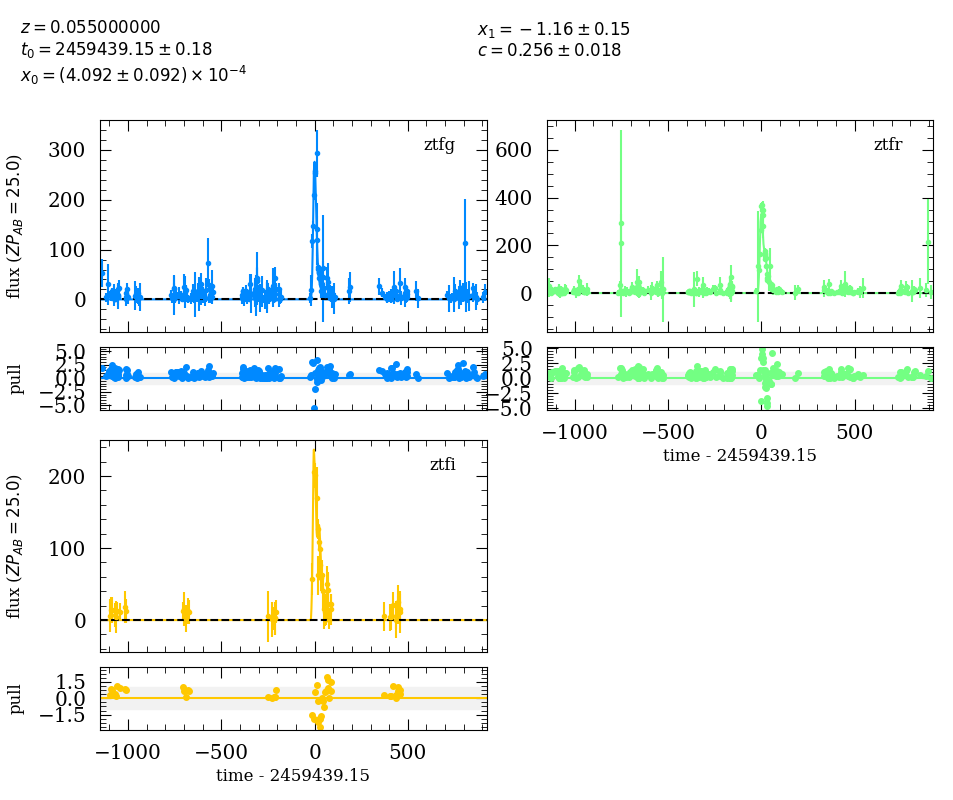 z = 0.055000000
t₀ = 2459439.15 ± 0.18
x₀ = (4.092 ± 0.092) × 10⁻⁴
x₁ = −1.16 ± 0.15
c = 0.256 ± 0.018
flux (ZP_AB = 25.0)
ztfg
300
200
100
0
ztfr
600
400
200
0
pull
5.0
2.5
0.0
−2.5
−5.0
5.0
2.5
0.0
−2.5
−5.0
−1000
−500
0
500
time - 2459439.15
flux (ZP_AB = 25.0)
ztfi
200
100
0
pull
1.5
0.0
−1.5
−1000
−500
0
500
time - 2459439.15